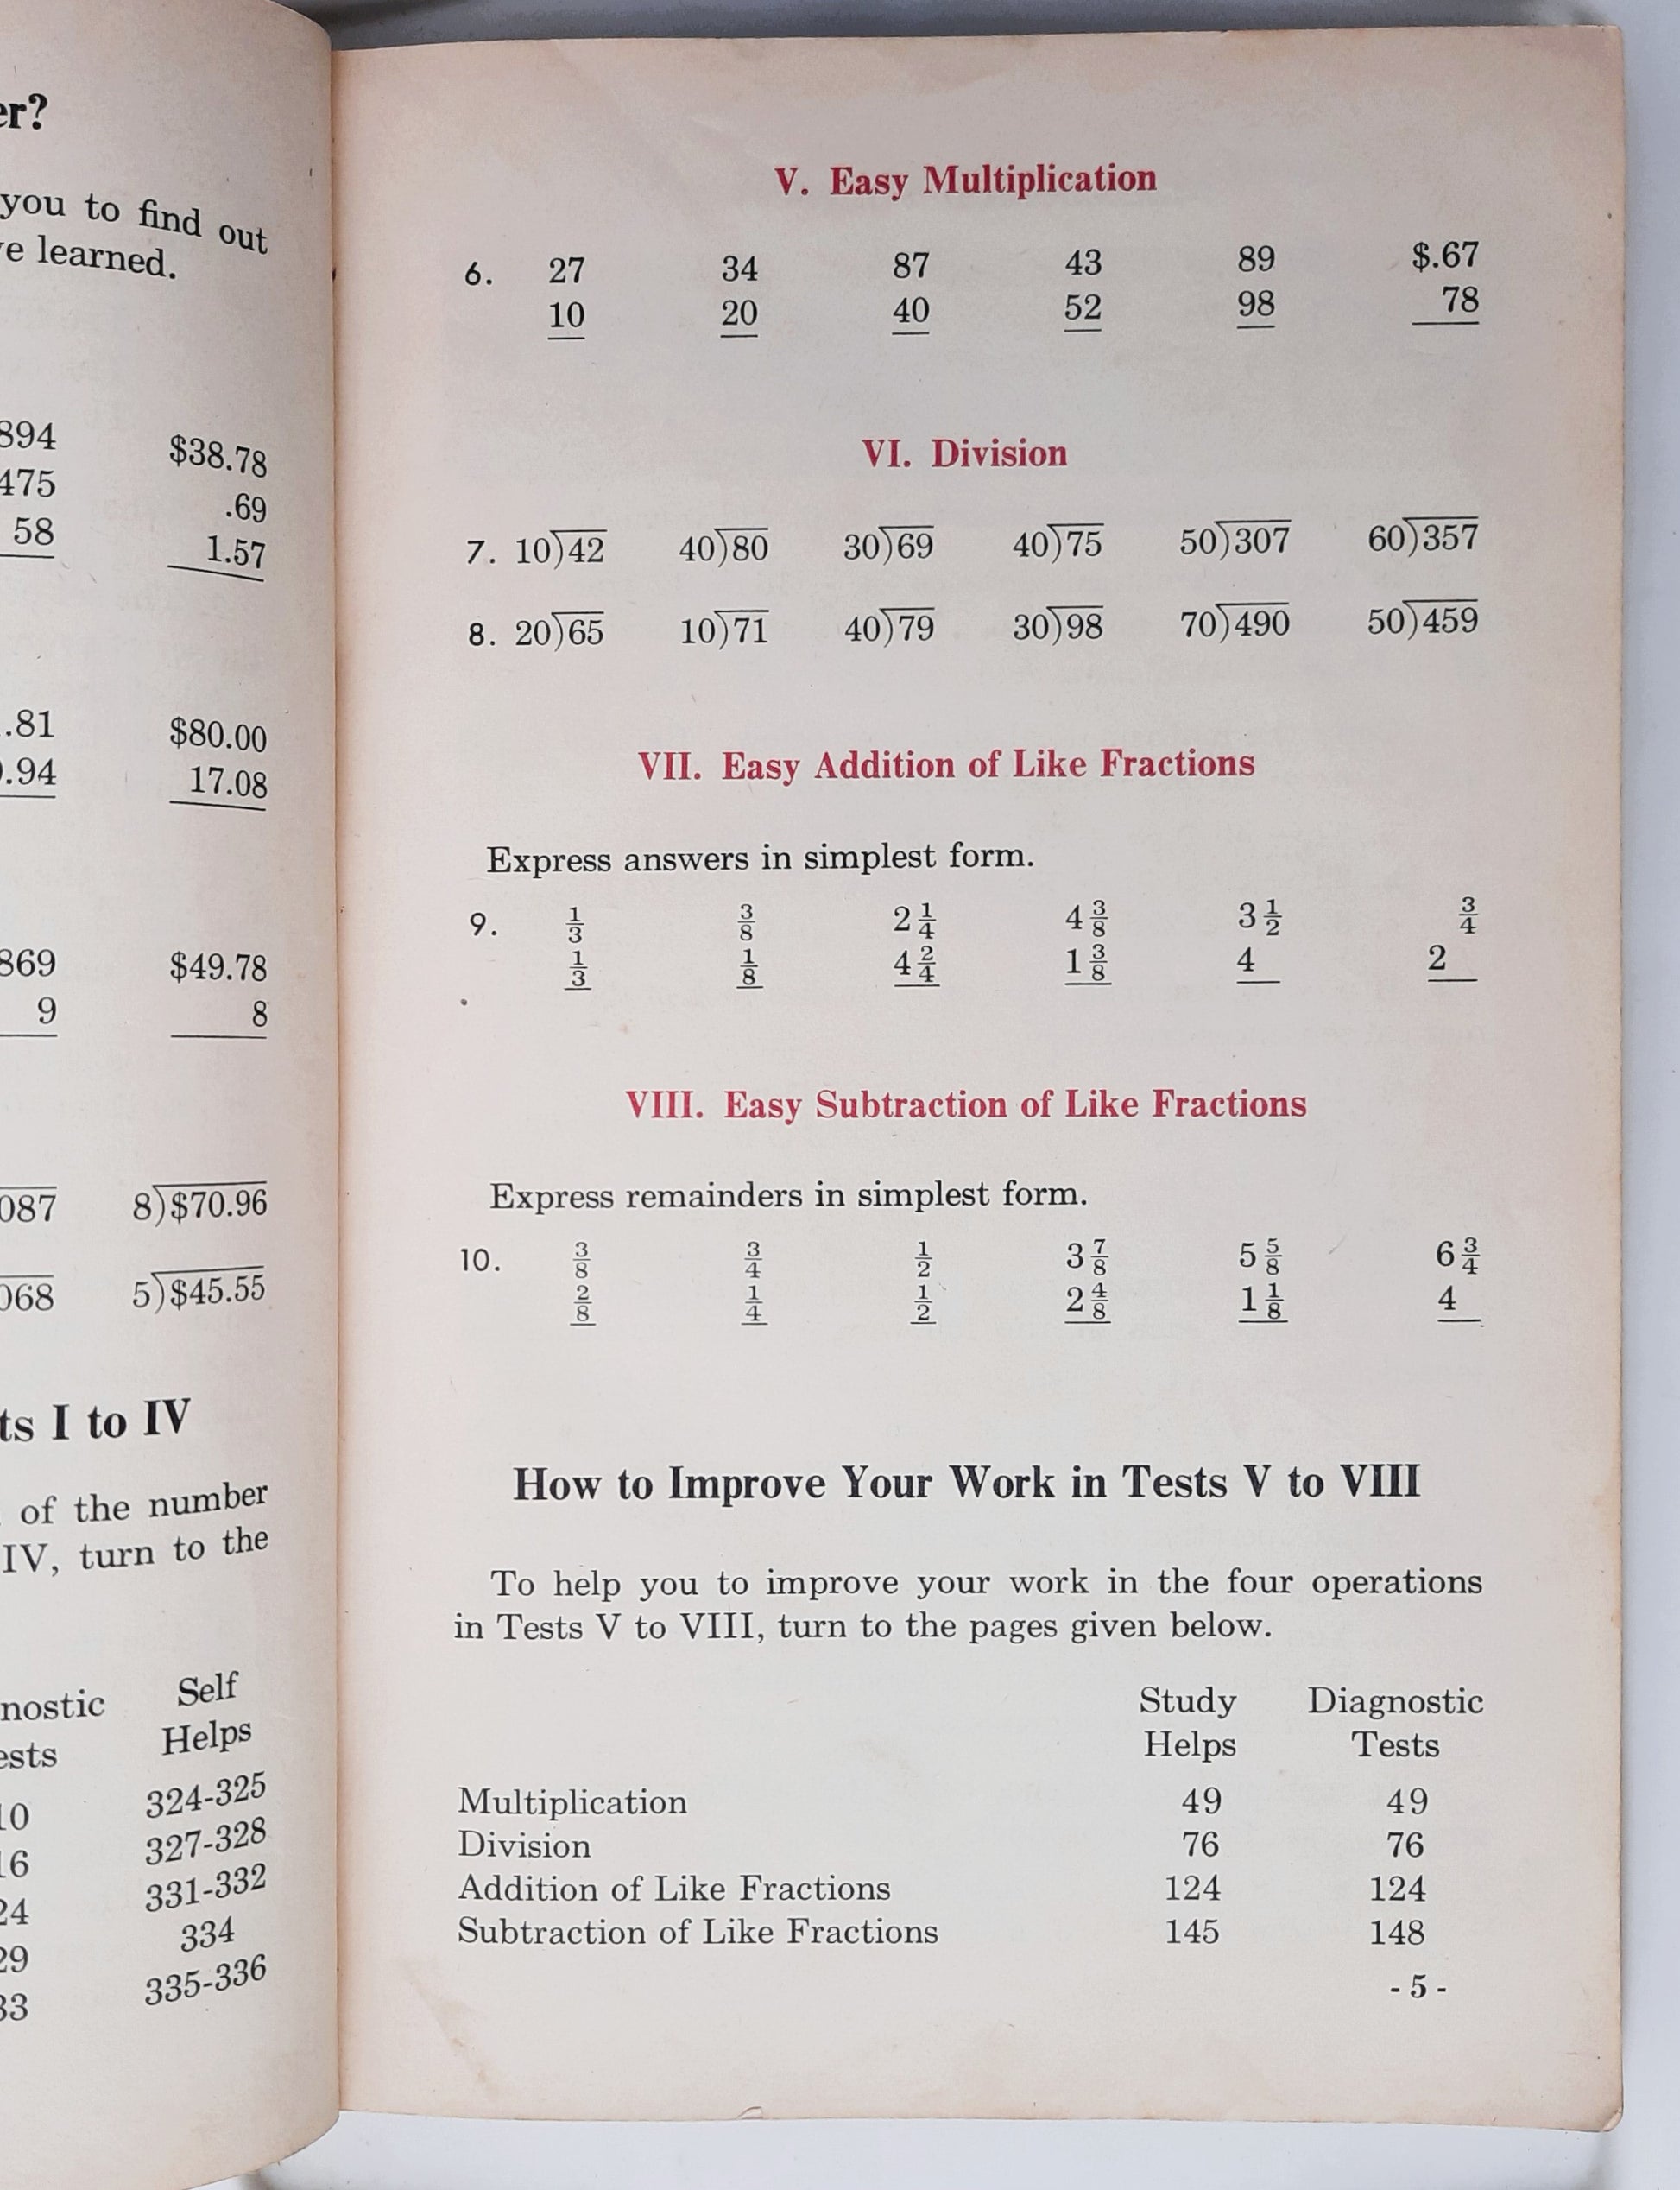 er?
you to find out
ve learned.
894 $38.78
475 .69
58 1.57
.81 $80.00
.94 17.08
869 $49.78
9 8
087 8)$70.96
068 5)$45.55
ts I to IV
of the number
IV, turn to the
nostic Self
ests Helps
10 324-325
16 327-328
24 331-332
29 334
33 335-336
V. Easy Multiplication
6. 27 34 87 43 89 $.67
10 20 40 52 98 78
VI. Division
7. 10)42 40)80 30)69 40)75 50)307 60)357
8. 20)65 10)71 40)79 30)98 70)490 50)459
VII. Easy Addition of Like Fractions
Express answers in simplest form.
9. 1/3 3/8 2 1/4 4 3/8 3 1/2 3/4
1/3 1/8 4 2/4 1 3/8 4 2
VIII. Easy Subtraction of Like Fractions
Express remainders in simplest form.
10. 3/8 3/4 1/2 3 7/8 5 5/8 6 3/4
2/8 1/4 1/2 2 4/8 1 1/8 4
How to Improve Your Work in Tests V to VIII
To help you to improve your work in the four operations
in Tests V to VIII, turn to the pages given below.
Study Diagnostic
Helps Tests
Multiplication 49 49
Division 76 76
Addition of Like Fractions 124 124
Subtraction of Like Fractions 145 148
- 5 -